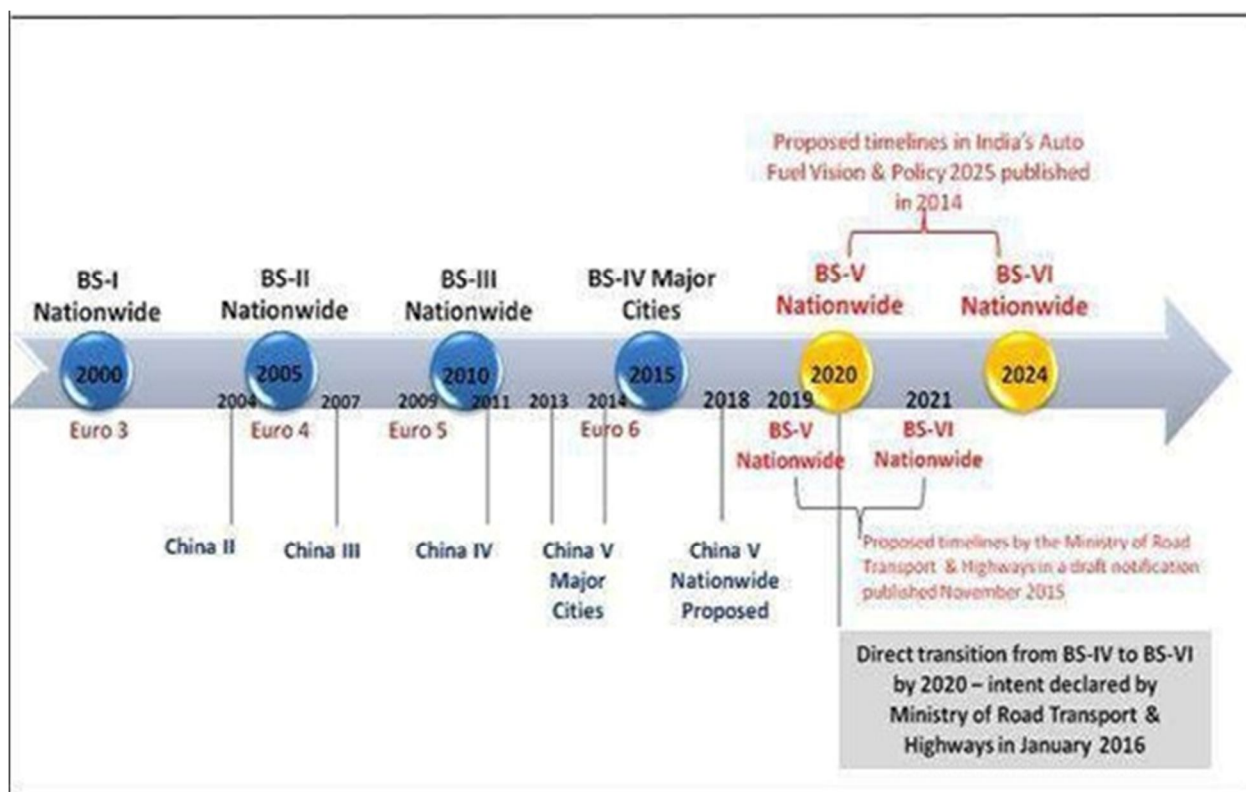 Proposed timelines in India's Auto
Fuel Vision & Policy 2025 published
in 2014
BS-I
Nationwide
BS-II
Nationwide
BS-III
Nationwide
BS-IV Major
Cities
BS-V
Nationwide
BS-VI
Nationwide
2000
2005
2010
2015
2020
2024
2004
2007
2009
2011
2013
2014
2018
2019
2021
Euro 3
Euro 4
Euro 5
Euro 6
BS-V
Nationwide
BS-VI
Nationwide
China II
China III
China IV
China V
Major
Cities
China V
Nationwide
Proposed
Proposed timelines by the Ministry of Road
Transport & Highways in a draft notification
published November 2015
Direct transition from BS-IV to BS-VI
by 2020 – intent declared by
Ministry of Road Transport &
Highways in January 2016